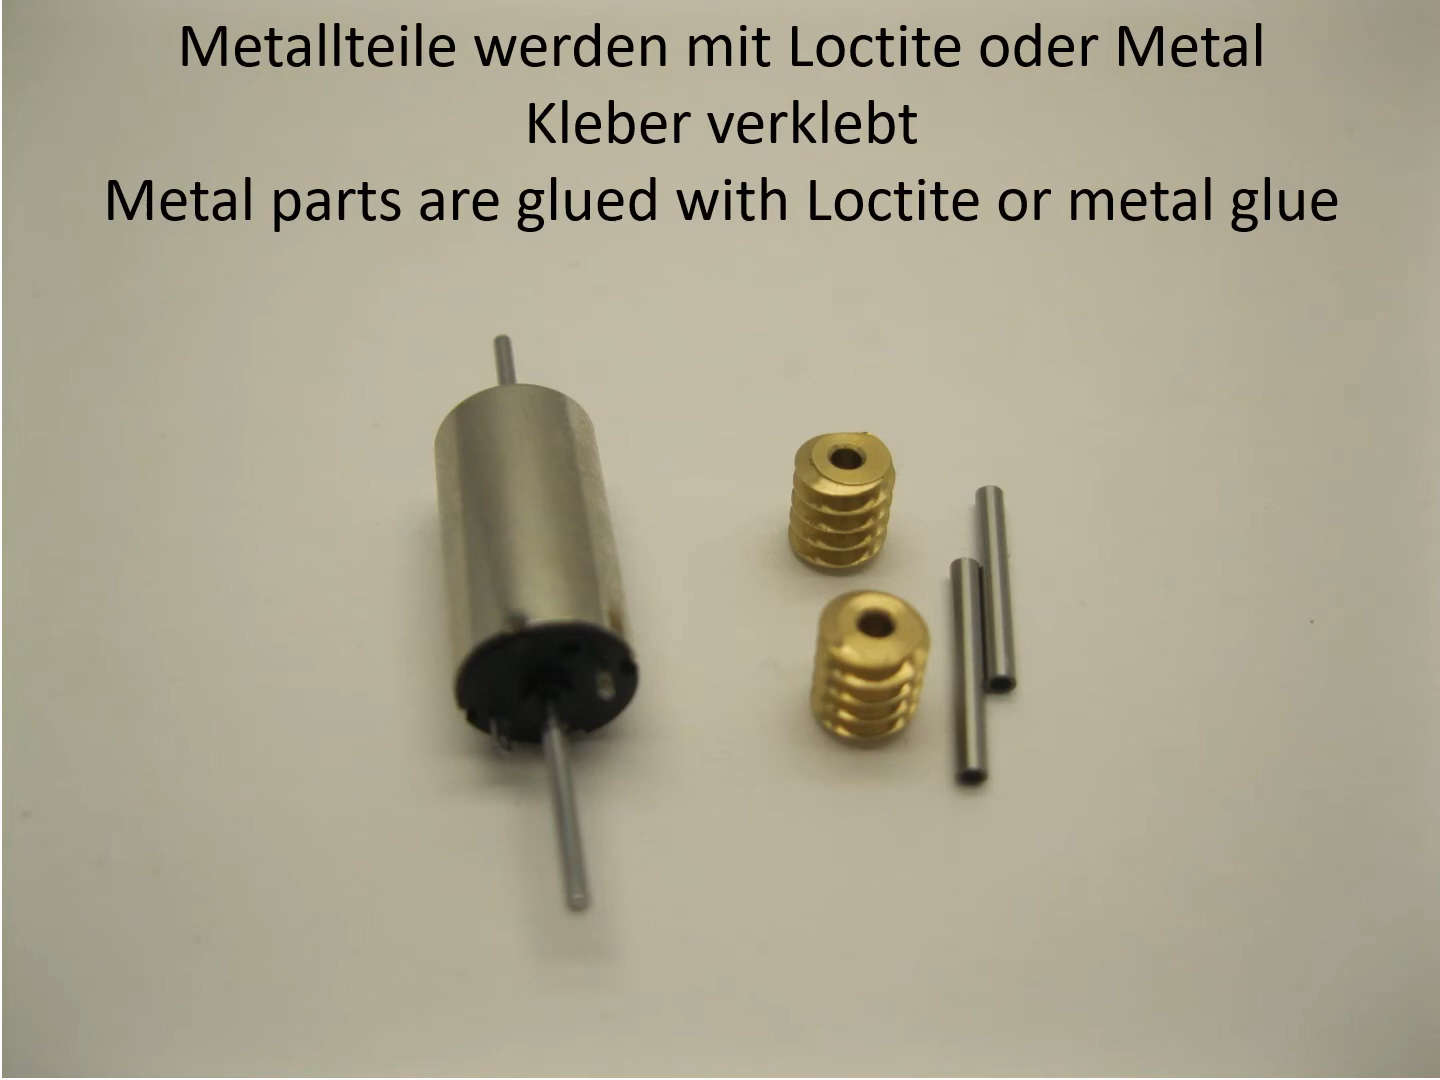 Metallteile werden mit Loctite oder Metal
Kleber verklebt
Metal parts are glued with Loctite or metal glue